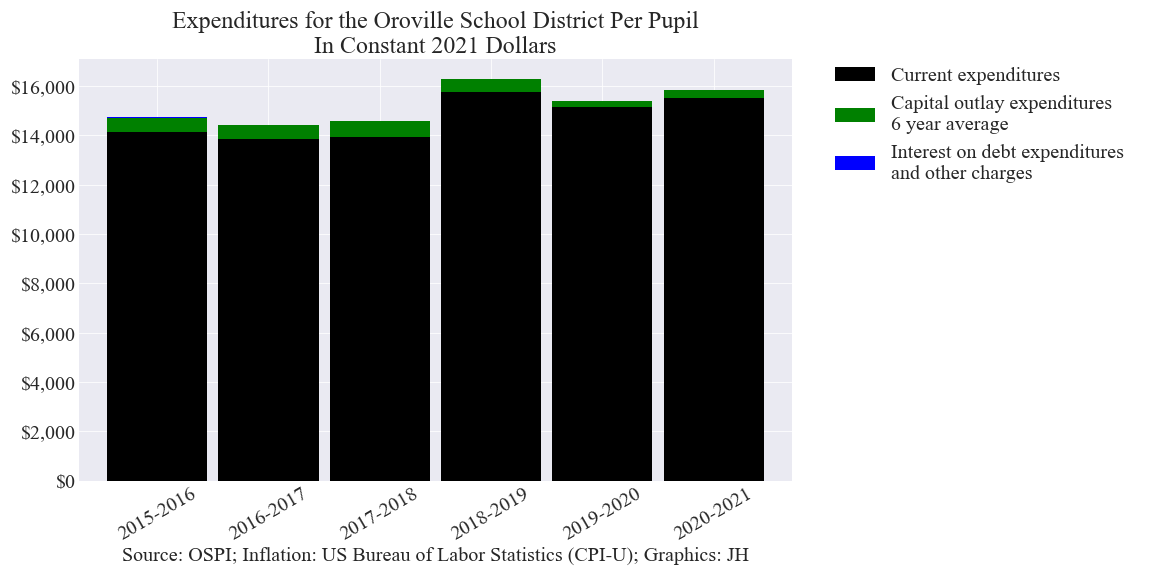 Expenditures for the Oroville School District Per Pupil
In Constant 2021 Dollars
$16,000
$14,000
$12,000
$10,000
$8,000
$6,000
$4,000
$2,000
$0
2015-2016
2016-2017
2017-2018
2018-2019
2019-2020
2020-2021
Source: OSPI; Inflation: US Bureau of Labor Statistics (CPI-U); Graphics: JH
Current expenditures
Capital outlay expenditures
6 year average
Interest on debt expenditures
and other charges